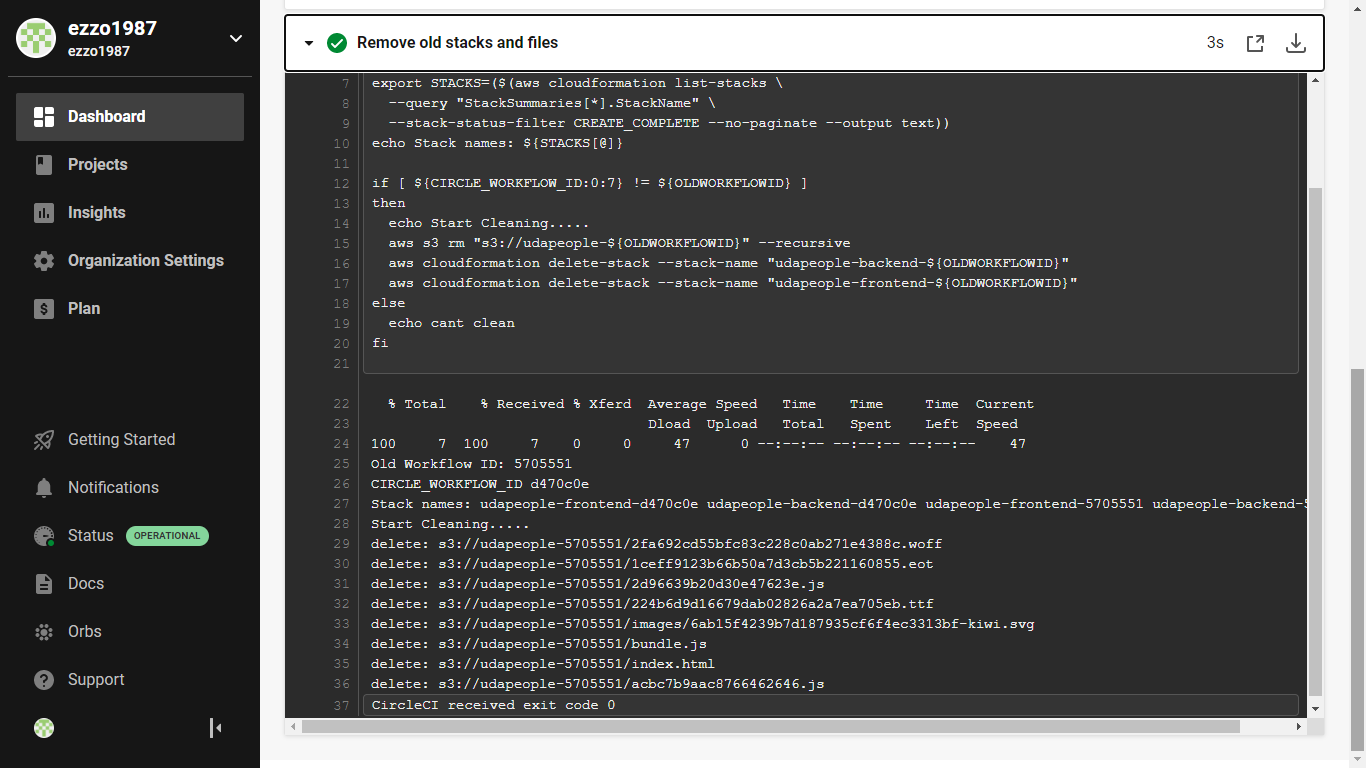 ezzo1987
ezzo1987
Dashboard
Projects
Insights
Organization Settings
Plan
Getting Started
Notifications
Status OPERATIONAL
Docs
Orbs
Support
Remove old stacks and files 3s
7 export STACKS=($(aws cloudformation list-stacks \
8 --query "StackSummaries[*].StackName" \
9 --stack-status-filter CREATE_COMPLETE --no-paginate --output text))
10 echo Stack names: ${STACKS[@]}
11
12 if [ ${CIRCLE_WORKFLOW_ID:0:7} != ${OLDWORKFLOWID} ]
13 then
14 echo Start Cleaning.....
15 aws s3 rm "s3://udapeople-${OLDWORKFLOWID}" --recursive
16 aws cloudformation delete-stack --stack-name "udapeople-backend-${OLDWORKFLOWID}"
17 aws cloudformation delete-stack --stack-name "udapeople-frontend-${OLDWORKFLOWID}"
18 else
19 echo cant clean
20 fi
21
22 % Total % Received % Xferd Average Speed Time Time Time Current
23 Dload Upload Total Spent Left Speed
24 100 7 100 7 0 0 47 0 --:--:-- --:--:-- --:--:-- 47
25 Old Workflow ID: 5705551
26 CIRCLE_WORKFLOW_ID d470c0e
27 Stack names: udapeople-frontend-d470c0e udapeople-backend-d470c0e udapeople-frontend-5705551 udapeople-backend-5
28 Start Cleaning.....
29 delete: s3://udapeople-5705551/2fa692cd55bfc83c228c0ab271e4388c.woff
30 delete: s3://udapeople-5705551/1ceff9123b66b50a7d3cb5b221160855.eot
31 delete: s3://udapeople-5705551/2d96639b20d30e47623e.js
32 delete: s3://udapeople-5705551/224b6d9d16679dab02826a2a7ea705eb.ttf
33 delete: s3://udapeople-5705551/images/6ab15f4239b7d187935cf6f4ec3313bf-kiwi.svg
34 delete: s3://udapeople-5705551/bundle.js
35 delete: s3://udapeople-5705551/index.html
36 delete: s3://udapeople-5705551/acbc7b9aac8766462646.js
37 CircleCI received exit code 0